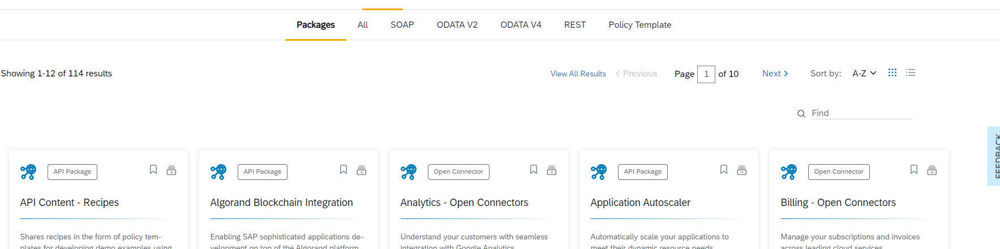 Packages All SOAP ODATA V2 ODATA V4 REST Policy Template
Showing 1-12 of 114 results
View All Results Previous Page 1 of 10 Next Sort by: A-Z
Find
FEEDBACK
API Package
API Content - Recipes
Shares recipes in the form of policy tem-
plates for developing demo examples using
API Package
Algorand Blockchain Integration
Enabling SAP sophisticated applications de-
velopment on top of the Algorand platform
Open Connector
Analytics - Open Connectors
Understand your customers with seamless
integration with Google Analytics
API Package
Application Autoscaler
Automatically scale your applications to
meet their dynamic resource needs
Open Connector
Billing - Open Connectors
Manage your subscriptions and invoices
across leading cloud services